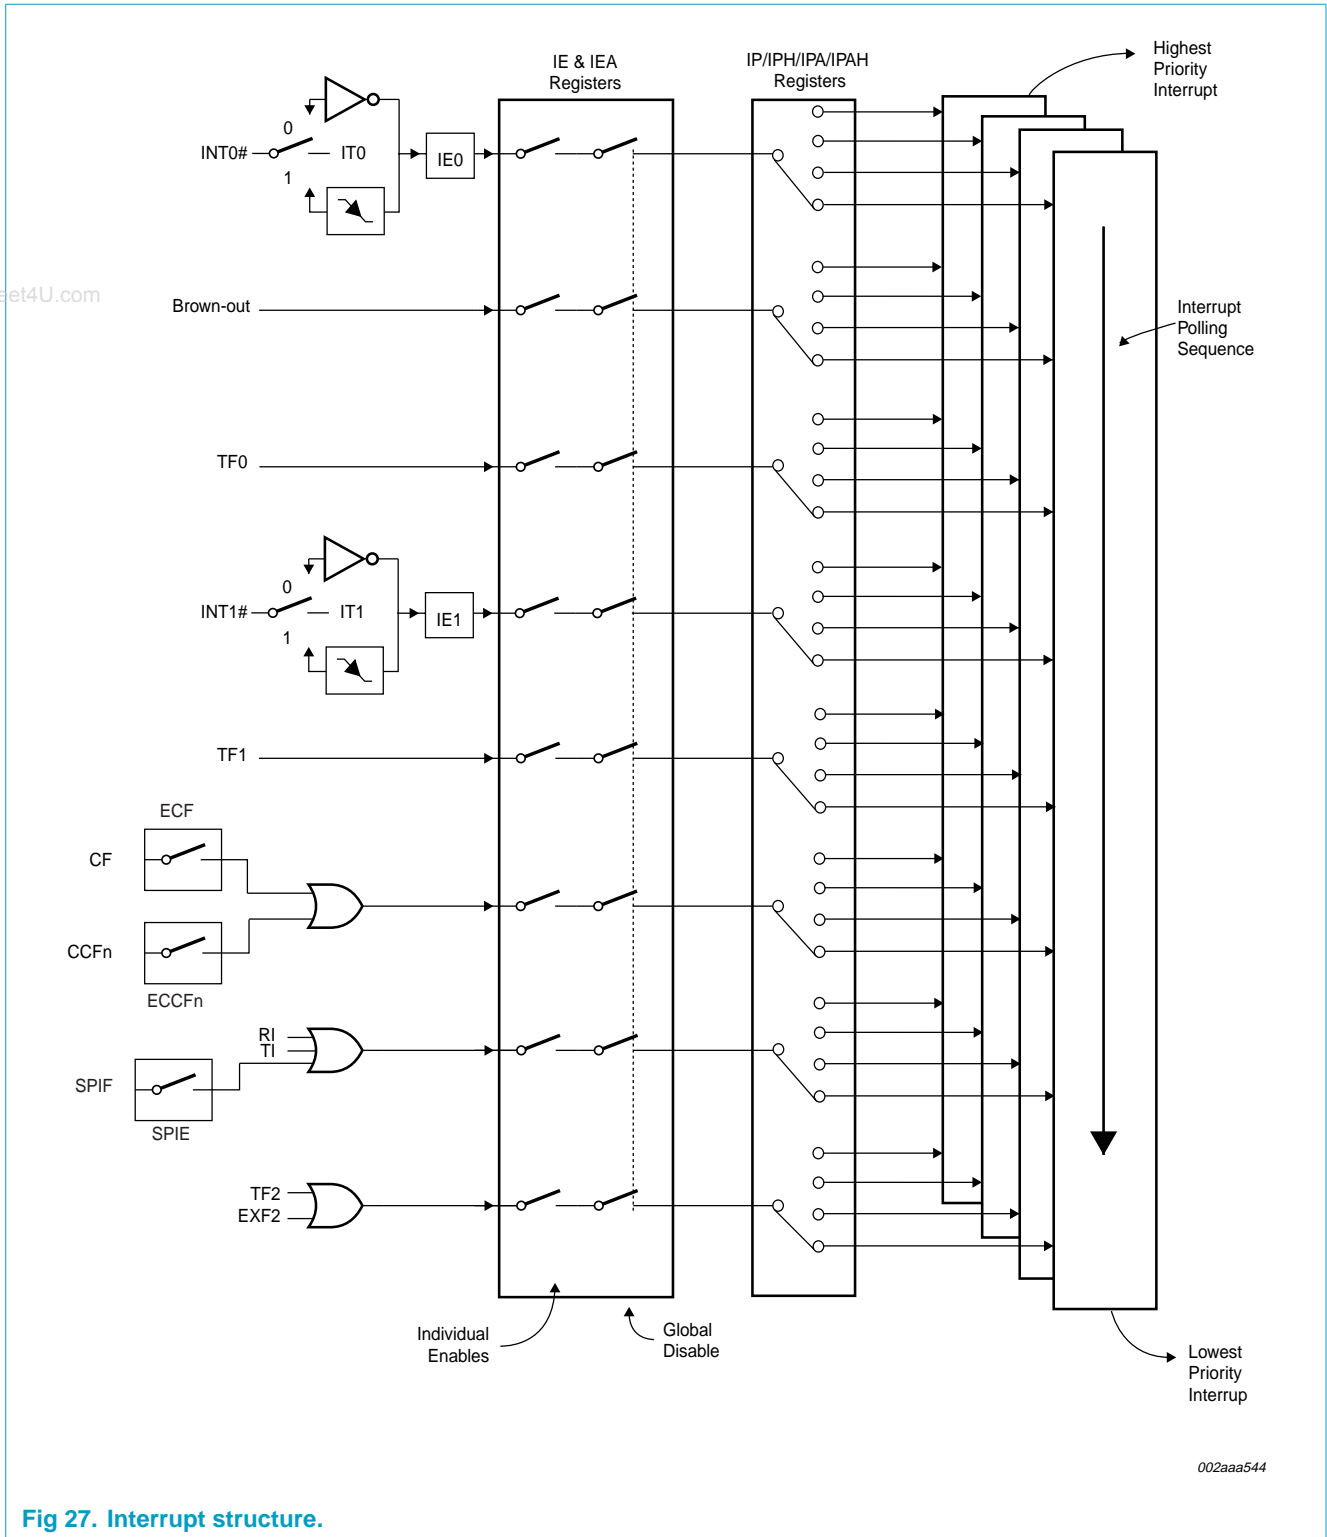 IE & IEA
Registers
IP/IPH/IPA/IPAH
Registers
Highest
Priority
Interrupt
0
INT0#
IT0
IE0
1
eet4U.com
Brown-out
Interrupt
Polling
Sequence
TF0
0
INT1#
IT1
IE1
1
TF1
ECF
CF
CCFn
ECCFn
RI
TI
SPIF
SPIE
TF2
EXF2
Individual
Enables
Global
Disable
Lowest
Priority
Interrup
002aaa544
Fig 27. Interrupt structure.